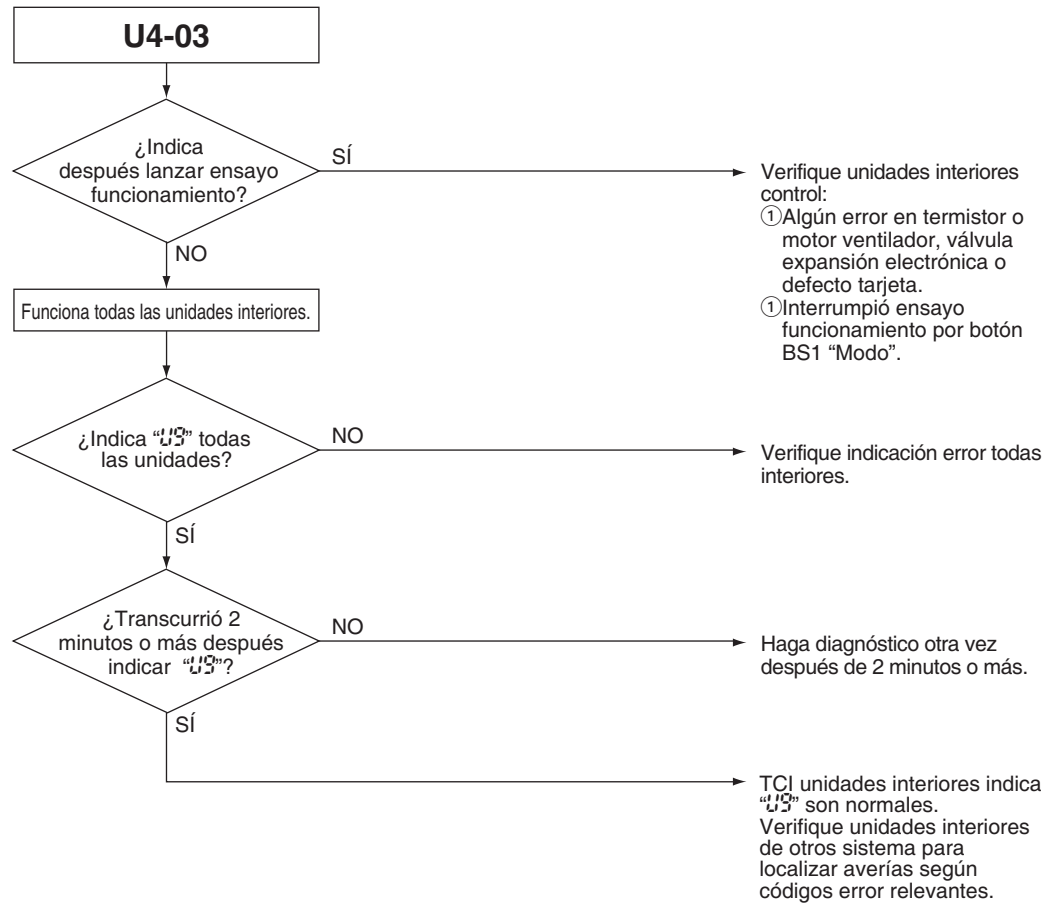 U4-03
¿Indica
después lanzar ensayo
funcionamiento?
SÍ
Verifique unidades interiores
control:
①Algún error en termistor o
motor ventilador, válvula
expansión electrónica o
defecto tarjeta.
①Interrumpió ensayo
funcionamiento por botón
BS1 “Modo”.
NO
Funciona todas las unidades interiores.
¿Indica “U9” todas
las unidades?
NO
Verifique indicación error todas
interiores.
SÍ
¿Transcurrió 2
minutos o más después
indicar “U9”?
NO
Haga diagnóstico otra vez
después de 2 minutos o más.
SÍ
TCI unidades interiores indica
“U9” son normales.
Verifique unidades interiores
de otros sistema para
localizar averías según
códigos error relevantes.